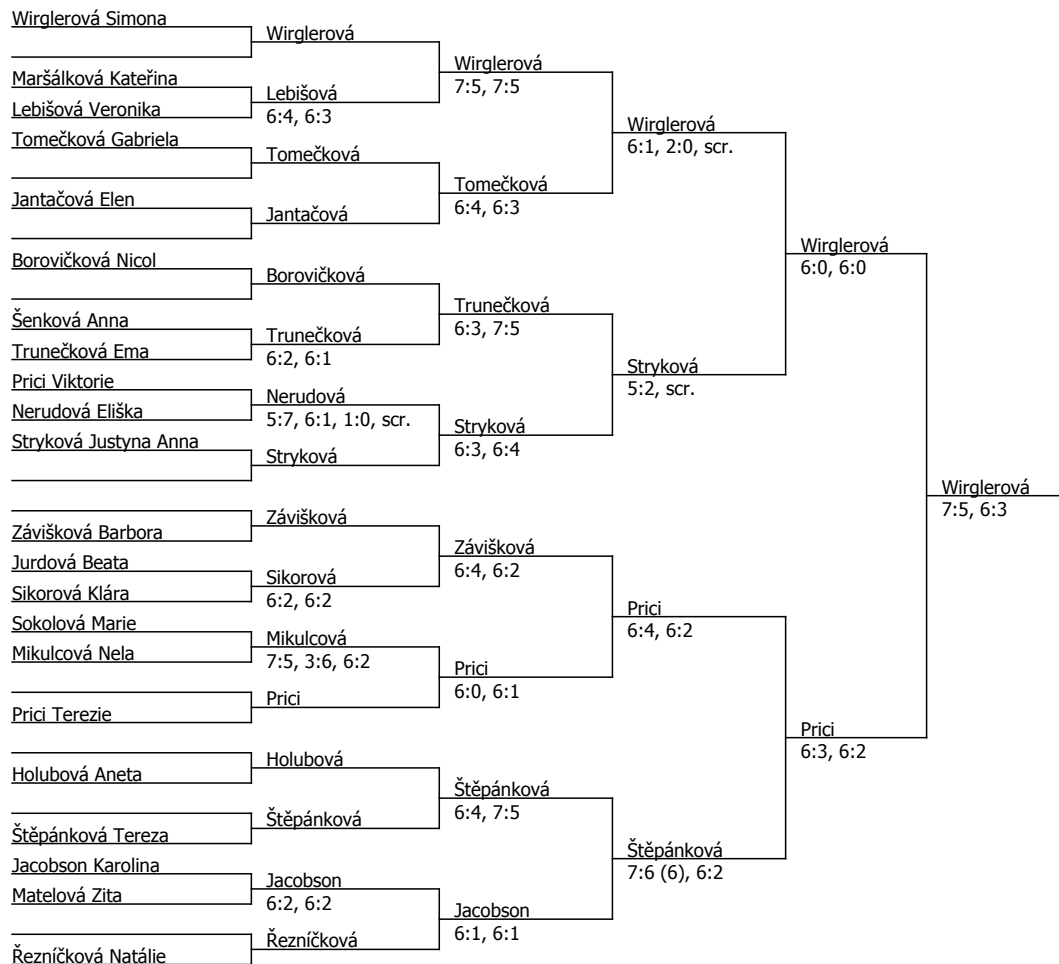 Wirglerová Simona
Maršálková Kateřina
Lebišová Veronika
Tomečková Gabriela
Jantačová Elen
Borovičková Nicol
Šenková Anna
Trunečková Ema
Prici Viktorie
Nerudová Eliška
Stryková Justyna Anna
Závišková Barbora
Jurdová Beata
Sikorová Klára
Sokolová Marie
Mikulcová Nela
Prici Terezie
Holubová Aneta
Štěpánková Tereza
Jacobson Karolina
Matelová Zita
Řezníčková Natálie
Wirglerová
Lebišová
6:4, 6:3
Tomečková
Jantačová
Borovičková
Trunečková
6:2, 6:1
Nerudová
5:7, 6:1, 1:0, scr.
Stryková
Závišková
Sikorová
6:2, 6:2
Mikulcová
7:5, 3:6, 6:2
Prici
Holubová
Štěpánková
Jacobson
6:2, 6:2
Řezníčková
Wirglerová
7:5, 7:5
Tomečková
6:4, 6:3
Trunečková
6:3, 7:5
Stryková
6:3, 6:4
Závišková
6:4, 6:2
Prici
6:0, 6:1
Štěpánková
6:4, 7:5
Jacobson
6:1, 6:1
Wirglerová
6:1, 2:0, scr.
Stryková
5:2, scr.
Prici
6:4, 6:2
Štěpánková
7:6 (6), 6:2
Wirglerová
6:0, 6:0
Prici
6:3, 6:2
Wirglerová
7:5, 6:3